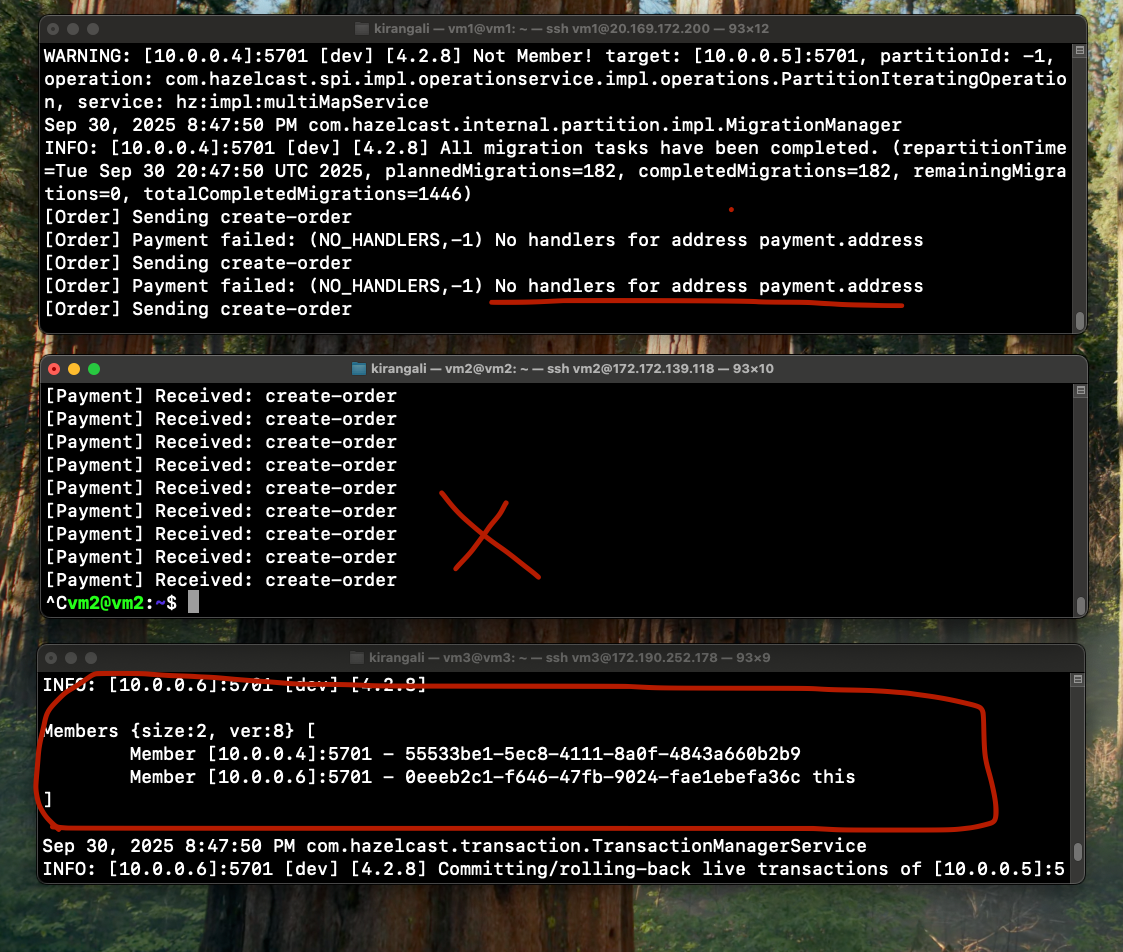 kirangali — vm1@vm1: ~ — ssh vm1@20.169.172.200 — 93×12
WARNING: [10.0.0.4]:5701 [dev] [4.2.8] Not Member! target: [10.0.0.5]:5701, partitionId: -1,
operation: com.hazelcast.spi.impl.operationservice.impl.operations.PartitionIteratingOperatio
n, service: hz:impl:multiMapService
Sep 30, 2025 8:47:50 PM com.hazelcast.internal.partition.impl.MigrationManager
INFO: [10.0.0.4]:5701 [dev] [4.2.8] All migration tasks have been completed. (repartitionTime
=Tue Sep 30 20:47:50 UTC 2025, plannedMigrations=182, completedMigrations=182, remainingMigra
tions=0, totalCompletedMigrations=1446)
[Order] Sending create-order
[Order] Payment failed: (NO_HANDLERS,-1) No handlers for address payment.address
[Order] Sending create-order
[Order] Payment failed: (NO_HANDLERS,-1) No handlers for address payment.address
[Order] Sending create-order
kirangali — vm2@vm2: ~ — ssh vm2@172.172.139.118 — 93×10
[Payment] Received: create-order
[Payment] Received: create-order
[Payment] Received: create-order
[Payment] Received: create-order
[Payment] Received: create-order
[Payment] Received: create-order
[Payment] Received: create-order
[Payment] Received: create-order
[Payment] Received: create-order
^Cvm2@vm2:~$
kirangali — vm3@vm3: ~ — ssh vm3@172.190.252.178 — 93×9
INFO: [10.0.0.6]:5701 [dev] [4.2.8]
Members {size:2, ver:8} [
Member [10.0.0.4]:5701 - 55533be1-5ec8-4111-8a0f-4843a660b2b9
Member [10.0.0.6]:5701 - 0eeeb2c1-f646-47fb-9024-fae1ebefa36c this
]
Sep 30, 2025 8:47:50 PM com.hazelcast.transaction.TransactionManagerService
INFO: [10.0.0.6]:5701 [dev] [4.2.8] Committing/rolling-back live transactions of [10.0.0.5]:5